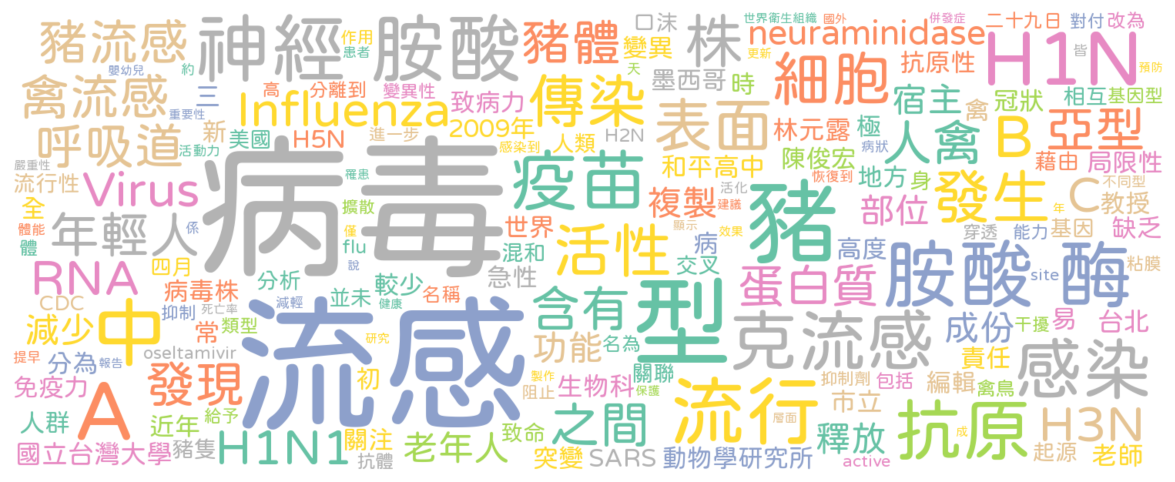 豬流感
神經
胺酸
豬體
口沫
變異
株
世界衛生組織
國外
neuraminidase
併發症
二十九日
對付
改為
H1N
皆
更新
預防
作用
患者
嬰幼兒
約
高
分離到
變異性
天
墨西哥
時
細胞
抗原性
禽流感
三
重要性
Influenza
致病力
傳染
表面
宿主
禽
冠狀
相互
基因型
呼吸道
新
活動力
美國
H5N
進一步
2009年
感染到
人類
H2N
林元露
極
人禽
B
亞型
病毒
疫苗
和平高中
陳俊宏
病狀
恢復到
地方
身
藉由
局限性
嚴重性
流行性
Virus
罹患
擴散
豬
發生
C
不同型
教授
全
體能
體
年輕人
係
僅
說
flu
世界
混和
急性
活性
複製
活化
建議
顯示
效果
病
交叉
部位
高度
年
穿透
能力
基因
缺乏
RNA
四月
分析
減輕
並未
健康
較少
名稱
蛋白質
胺酸
酶
site
粘膜
CDC
病毒株
抑制
死亡率
含有
型
克流感
成份
干擾
易
台北
減少
中
常
類型
流感
研究
功能
名為
關聯
責任
感染
提早
分為
報告
oseltamivir
初
製作
阻止
生物科
保護
抑制劑
包括
編輯
禽鳥
免疫力
A
發現
給予
流行
層面
市立
抗原
成
H3N
人群
近年
H1N1
關注
老年人
致命
之間
釋放
國立台灣大學
豬隻
抗體
突變
SARS
動物學研究所
active
起源
老師